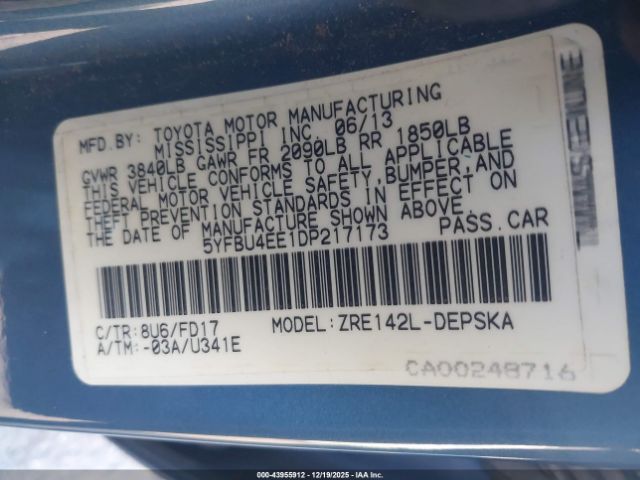 MFD.BY: TOYOTA MOTOR MANUFACTURING
MISSISSIPPI INC. 06/13
GVWR 3840LB GAWR FR 2090LB RR 1850LB
THIS VEHICLE CONFORMS TO ALL APPLICABLE
FEDERAL MOTOR VEHICLE SAFETY,BUMPER,AND
THEFT PREVENTION STANDARDS IN EFFECT ON
THE DATE OF MANUFACTURE SHOWN ABOVE.
5YFBU4EE1DP217173 PASS.CAR
C/TR:8U6/FD17 MODEL:ZRE142L-DEPSKA
A/TM:-03A/U341E
CA00248716
000-43955912 | 12/19/2025 | IAA Inc.